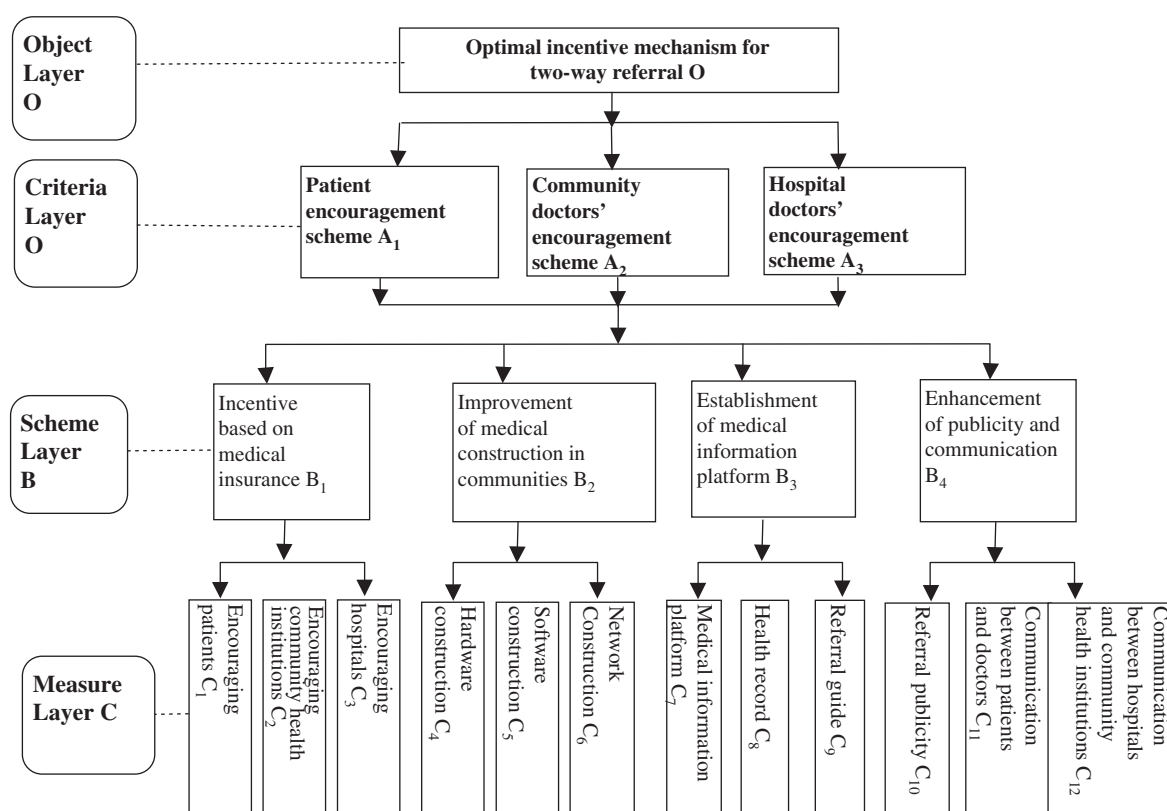 Object
Layer
O
Optimal incentive mechanism for
two-way referral O
Criteria
Layer
O
Patient
encouragement
scheme A₁
Community
doctors'
encouragement
scheme A₂
Hospital
doctors'
encouragement
scheme A₃
Scheme
Layer
B
Incentive
based on
medical
insurance B₁
Improvement
of medical
construction in
communities B₂
Establishment
of medical
information
platform B₃
Enhancement
of publicity and
communication
B₄
Measure
Layer C
Encouraging
patients C₁
Encouraging
community health
institutions C₂
Encouraging
hospitals C₃
Hardware
construction C₄
Software
construction C₅
Network
Construction C₆
Medical information
platform C₇
Health record C₈
Referral guide C₉
Referral publicity C₁₀
Communication
between patients
and doctors C₁₁
Communication
between hospitals
and community
health institutions C₁₂